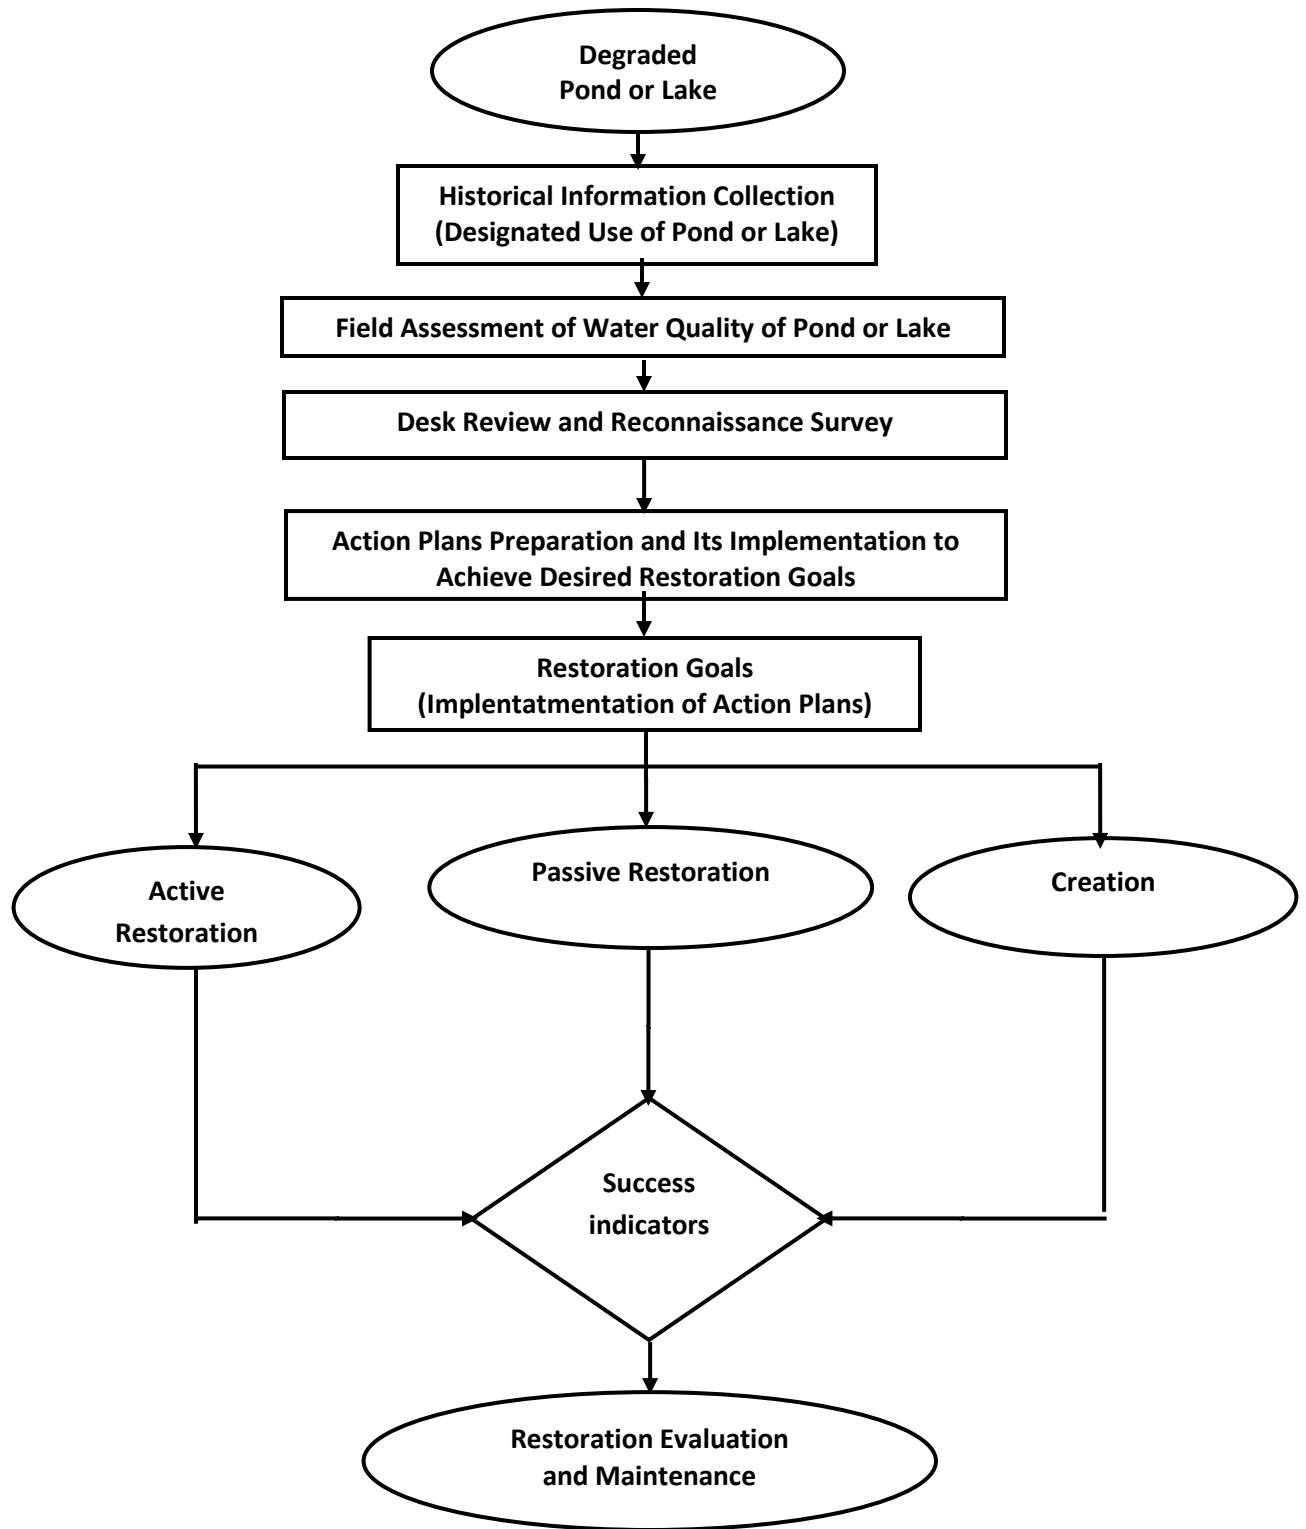 Degraded
Pond or Lake
Historical Information Collection
(Designated Use of Pond or Lake)
Field Assessment of Water Quality of Pond or Lake
Desk Review and Reconnaissance Survey
Action Plans Preparation and Its Implementation to
Achieve Desired Restoration Goals
Restoration Goals
(Implentatmentation of Action Plans)
Active
Restoration
Passive Restoration
Creation
Success
indicators
Restoration Evaluation
and Maintenance